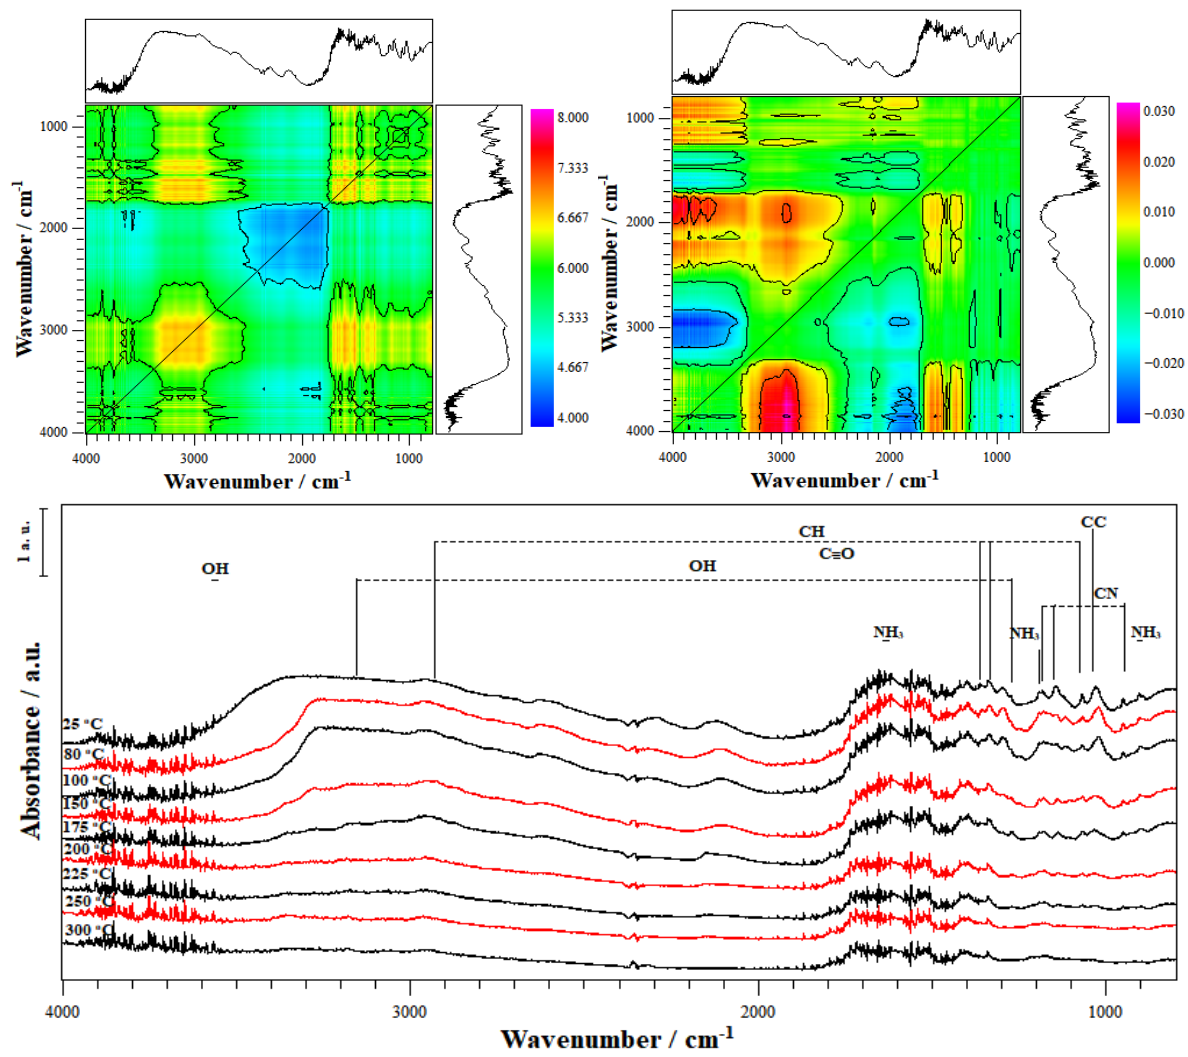 1000
2000
3000
4000
Wavenumber / cm-1
4000
3000
2000
1000
Wavenumber / cm-1
8.000
7.333
6.667
6.000
5.333
4.667
4.000
1000
2000
3000
4000
Wavenumber / cm-1
4000
3000
2000
1000
Wavenumber / cm-1
0.030
0.020
0.010
0.000
−0.010
−0.020
−0.030
1 a. u.
Absorbance / a.u.
OH
CH
C≡O
OH
CC
CN
NH3
NH3
NH3
25 °C
80 °C
100 °C
150 °C
175 °C
200 °C
225 °C
250 °C
300 °C
4000
3000
2000
1000
Wavenumber / cm-1